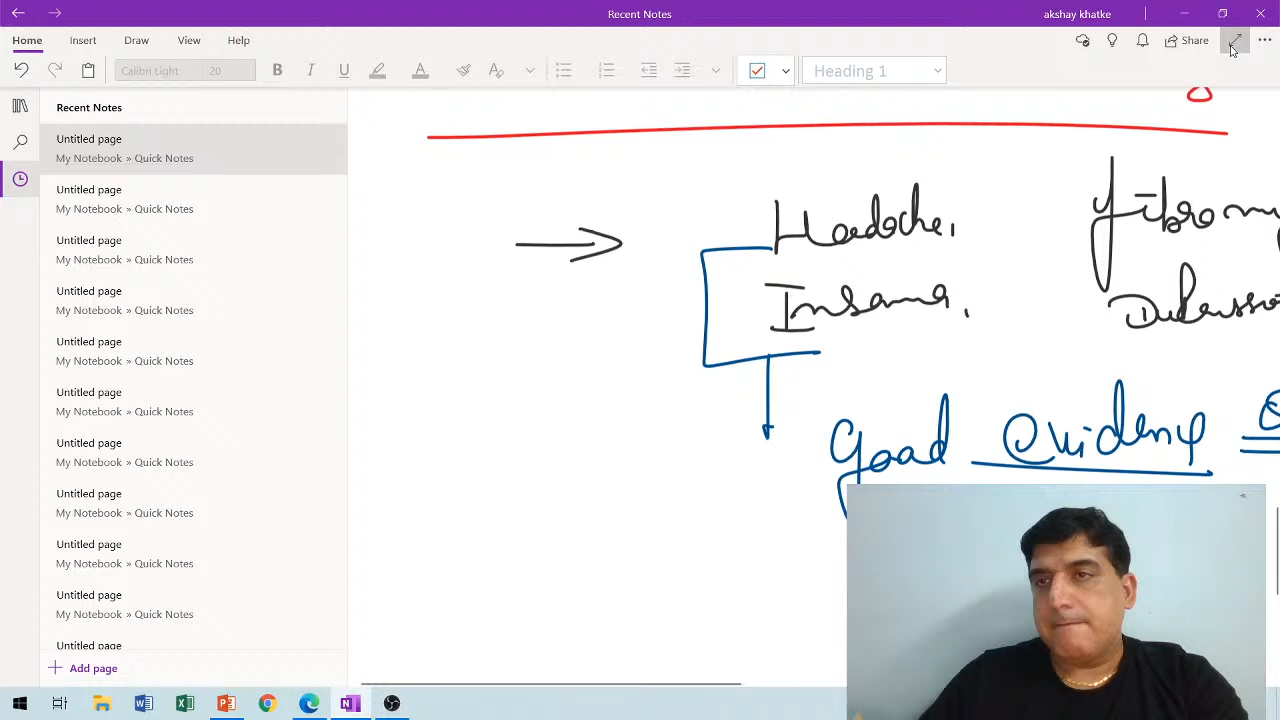 Recent Notes
akshay khatke
Home
Insert
Draw
View
Help
Share
Calibri Light
20
B
I
U
A
Heading 1
Recent Notes
Untitled page
My Notebook » Quick Notes
Untitled page
My Notebook » Quick Notes
Untitled page
My Notebook » Quick Notes
Untitled page
My Notebook » Quick Notes
Untitled page
My Notebook » Quick Notes
Untitled page
My Notebook » Quick Notes
Untitled page
My Notebook » Quick Notes
Untitled page
My Notebook » Quick Notes
Untitled page
My Notebook » Quick Notes
Untitled page
My Notebook » Quick Notes
Untitled page
Add page
Headache,
Fibrom
Good Evidence